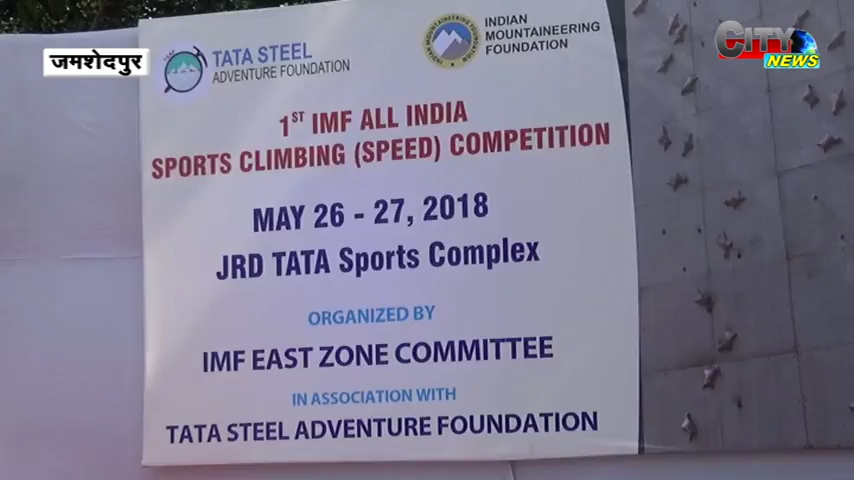 जमशेदपुर
TATA STEEL
ADVENTURE FOUNDATION
INDIAN
MOUNTAINEERING
FOUNDATION
CITY
NEWS
1ST IMF ALL INDIA
SPORTS CLIMBING (SPEED) COMPETITION
MAY 26 - 27, 2018
JRD TATA Sports Complex
ORGANIZED BY
IMF EAST ZONE COMMITTEE
IN ASSOCIATION WITH
TATA STEEL ADVENTURE FOUNDATION